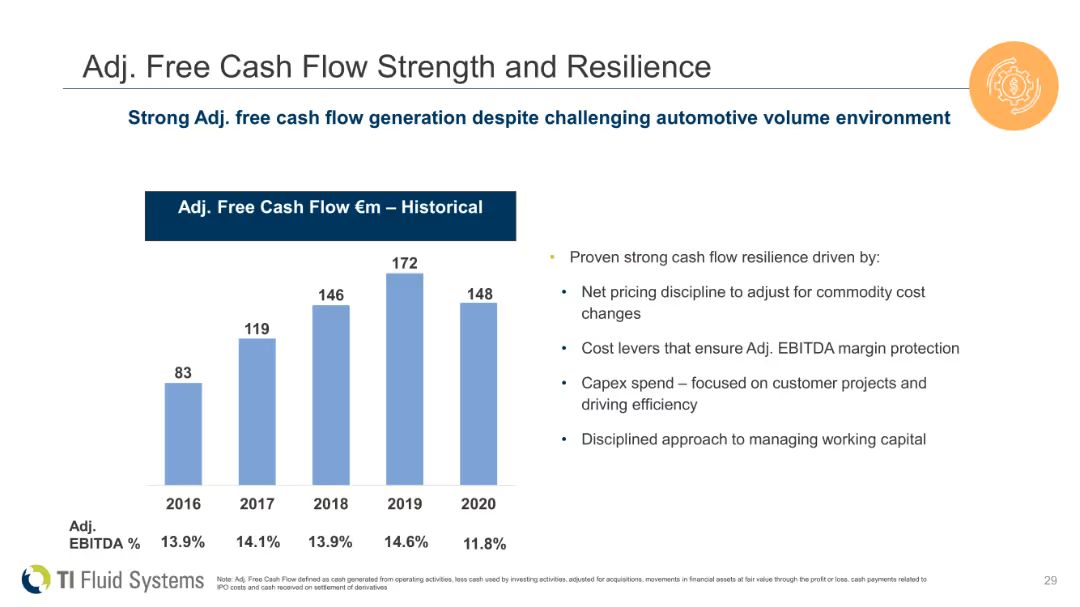 Adj. Free Cash Flow Strength and Resilience
Strong Adj. free cash flow generation despite challenging automotive volume environment
Adj. Free Cash Flow €m – Historical
83
119
146
172
148
2016 2017 2018 2019 2020
Adj.
EBITDA % 13.9% 14.1% 13.9% 14.6% 11.8%
• Proven strong cash flow resilience driven by:
• Net pricing discipline to adjust for commodity cost
changes
• Cost levers that ensure Adj. EBITDA margin protection
• Capex spend – focused on customer projects and
driving efficiency
• Disciplined approach to managing working capital
TI Fluid Systems
Note: Adj. Free Cash Flow defined as cash generated from operating activities, less cash used by investing activities, adjusted for acquisitions, movements in financial assets at fair value through the profit or loss, cash payments related to
IPO costs and cash received on settlement of derivatives
29